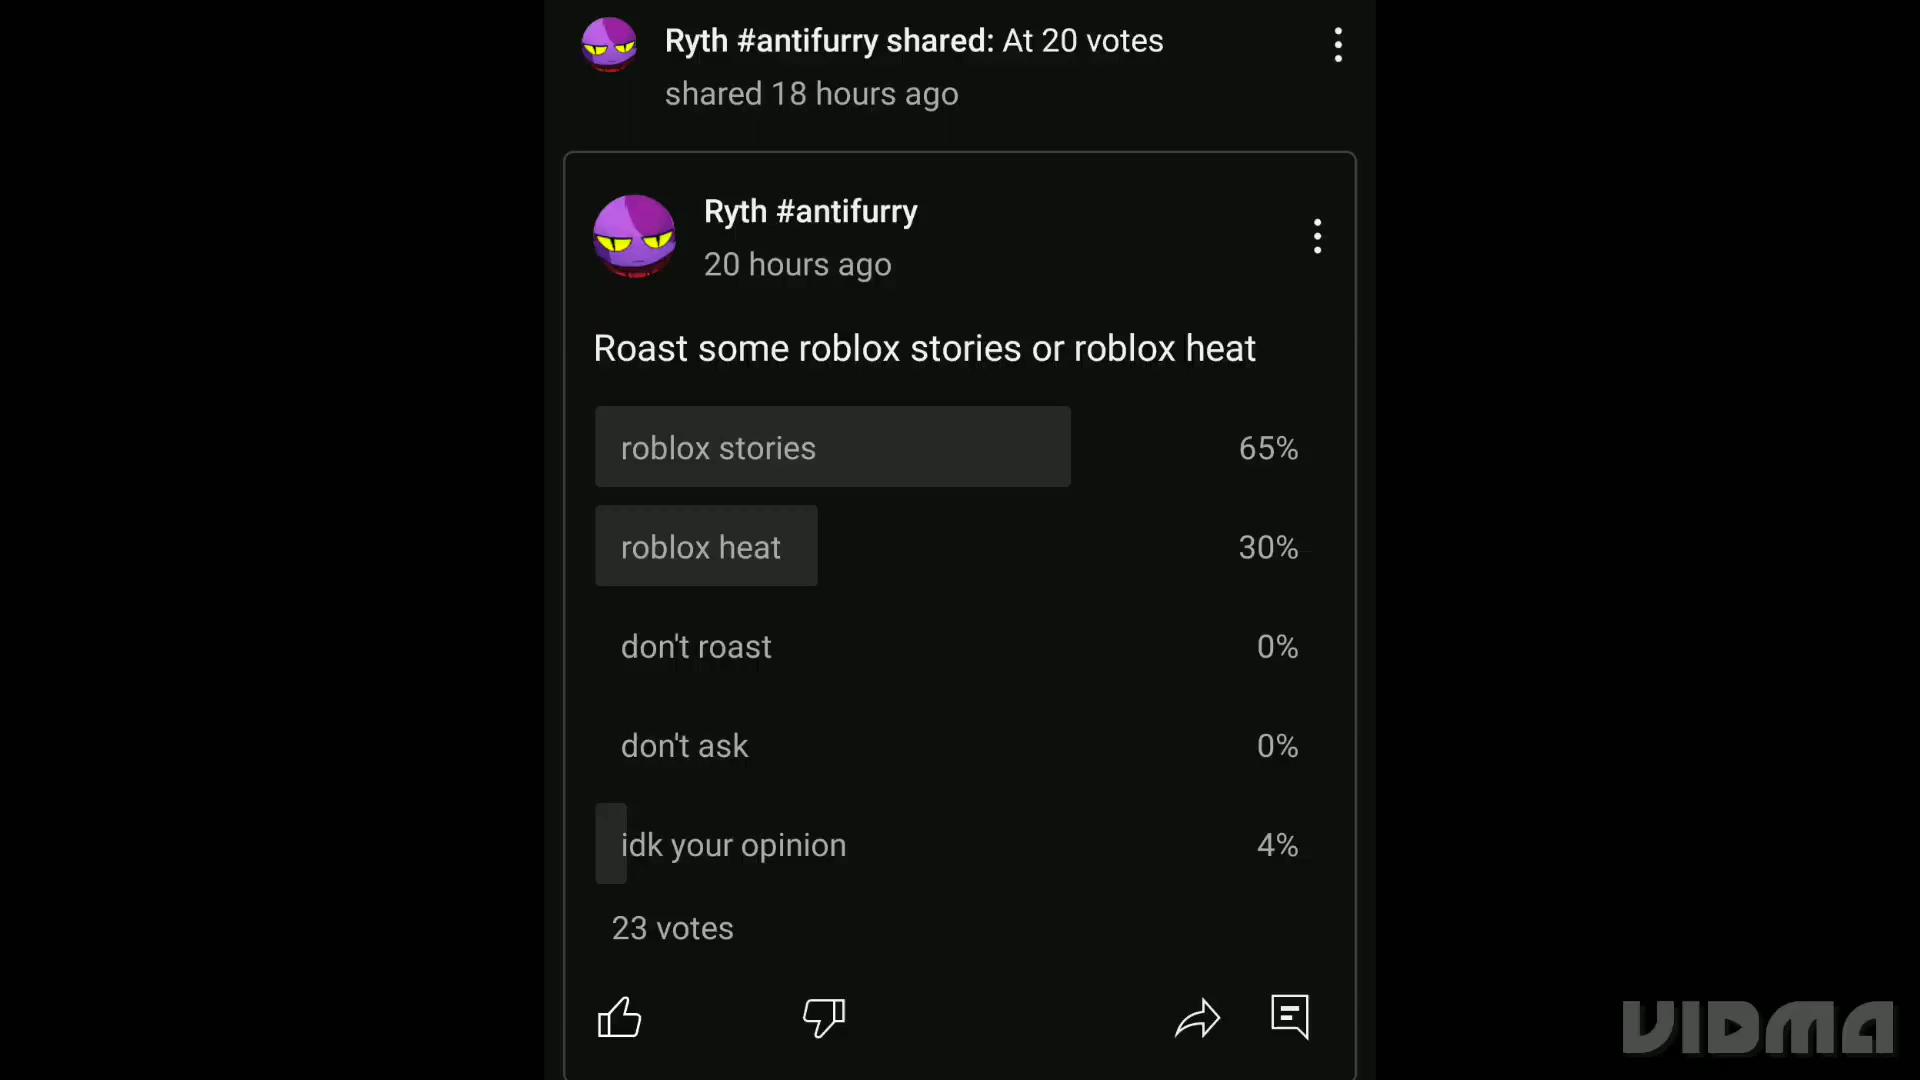 Ryth #antifurry shared: At 20 votes
shared 18 hours ago
Ryth #antifurry
20 hours ago
Roast some roblox stories or roblox heat
roblox stories 65%
roblox heat 30%
don't roast 0%
don't ask 0%
idk your opinion 4%
23 votes
VIDMA